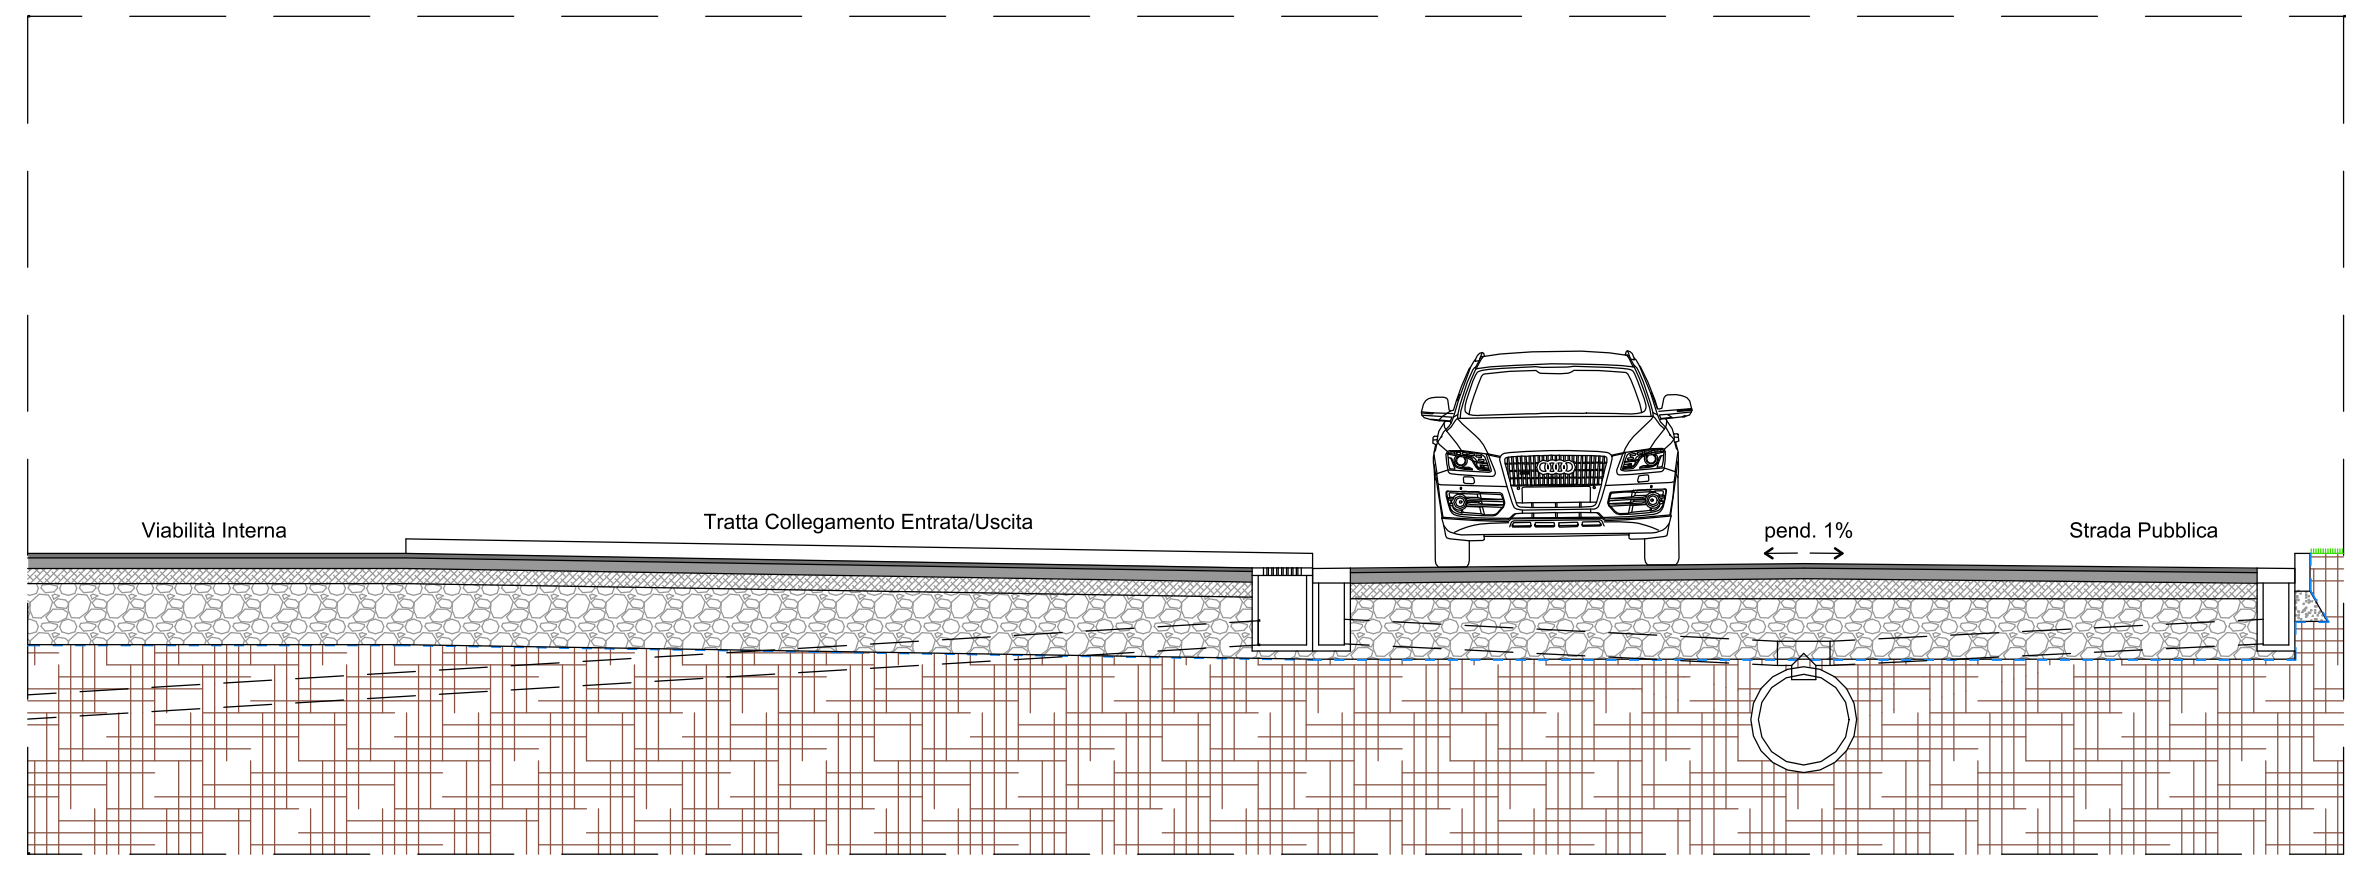 Viabilità Interna
Tratta Collegamento Entrata/Uscita
pend. 1%
Strada Pubblica